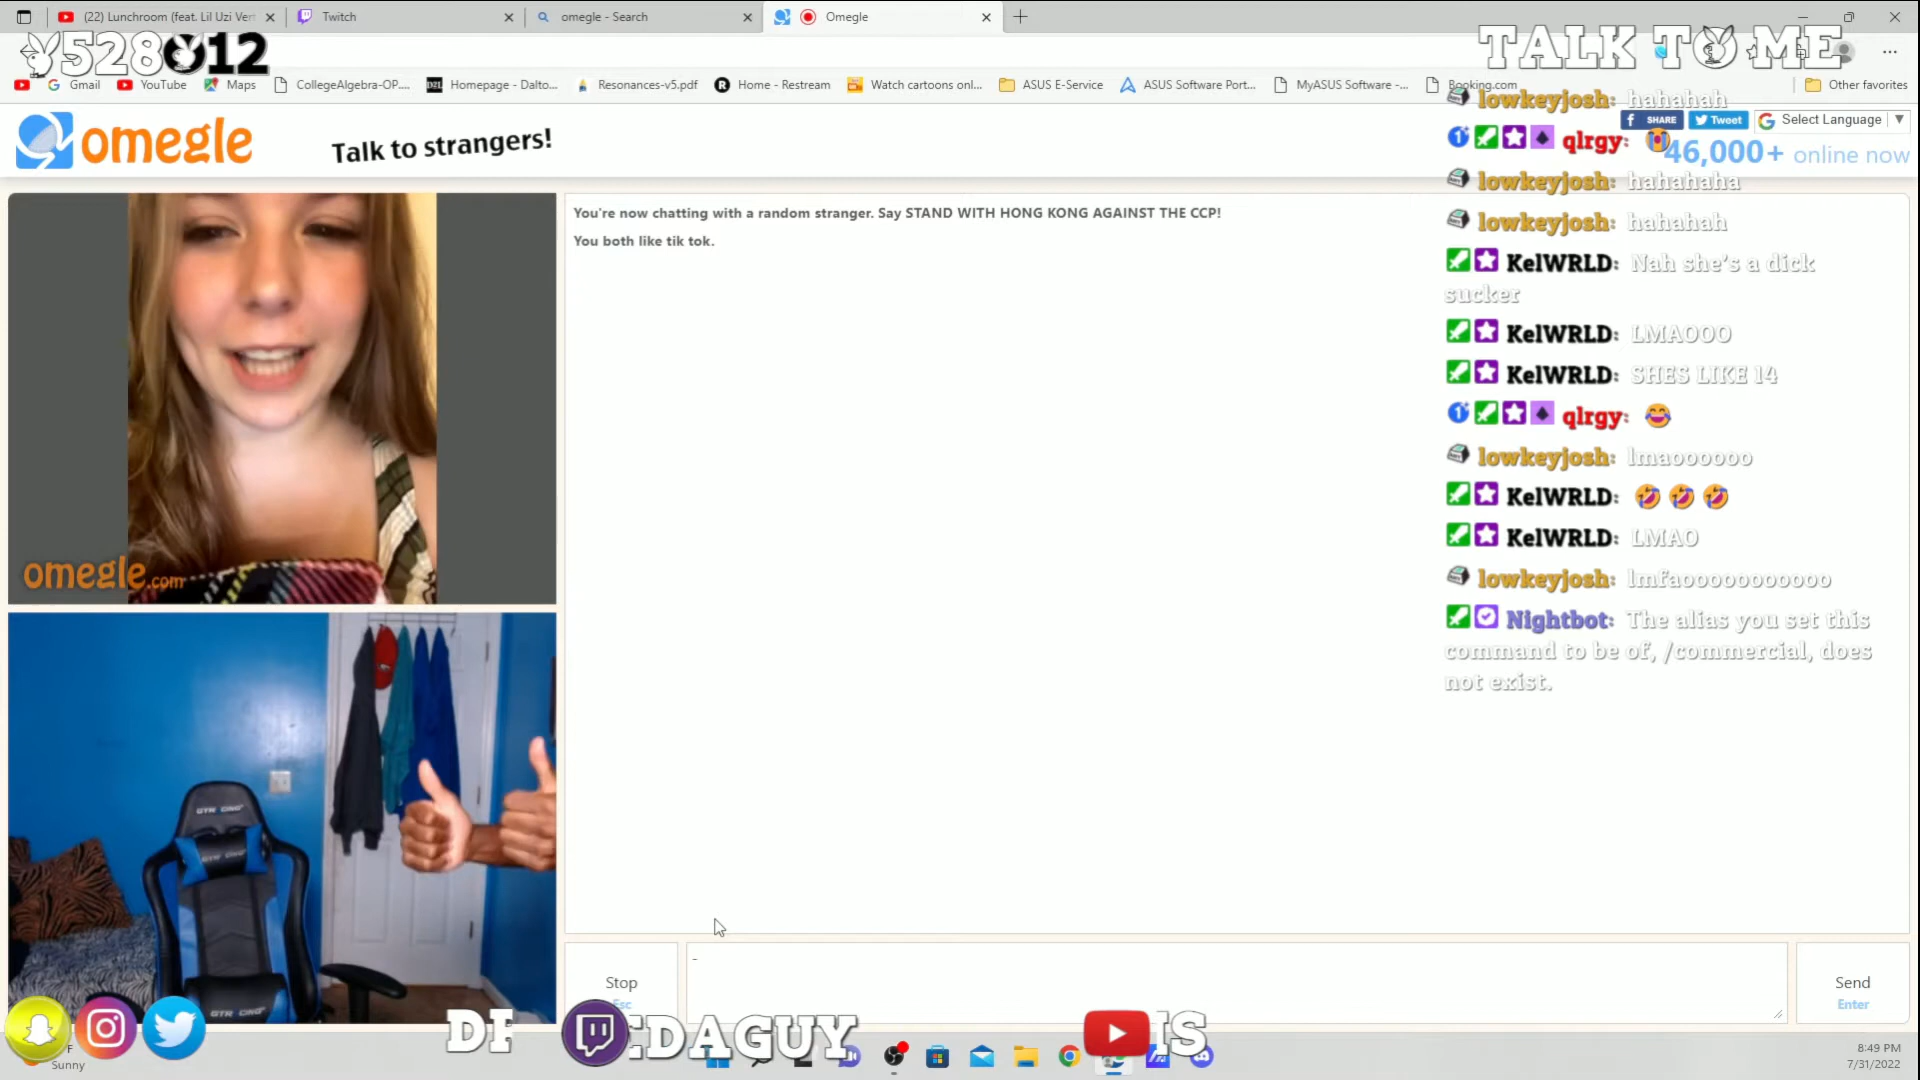 (22) Lunchroom (feat. Lil Uzi Ver
Twitch
omegle - Search
Omegle
528 12
TALK TO ME
Gmail
YouTube
Maps
CollegeAlgebra-OP....
Homepage - Dalto...
Resonances-v5.pdf
Home - Restream
Watch cartoons onl...
ASUS E-Service
ASUS Software Port...
MyASUS Software -...
Booking.com
Other favorites
omegle
Talk to strangers!
SHARE
Tweet
Select Language
46,000+ online now
You're now chatting with a random stranger. Say STAND WITH HONG KONG AGAINST THE CCP!
You both like tik tok.
lowkeyjosh: hahahah
qlrgy: 😭
lowkeyjosh: hahahaha
lowkeyjosh: hahahah
KelWRLD: Nah she's a dick
sucker
KelWRLD: LMAOOO
KelWRLD: SHES LIKE 14
qlrgy: 😂
lowkeyjosh: lmaoooooo
KelWRLD: 🤣 🤣 🤣
KelWRLD: LMAO
lowkeyjosh: lmfaooooooooooo
Nightbot: The alias you set this
command to be of, /commercial, does
not exist.
omegle.com
GTRACING
GTRACING
Stop
Esc
-
Send
Enter
DAGUY
IS
F
Sunny
8:49 PM
7/31/2022